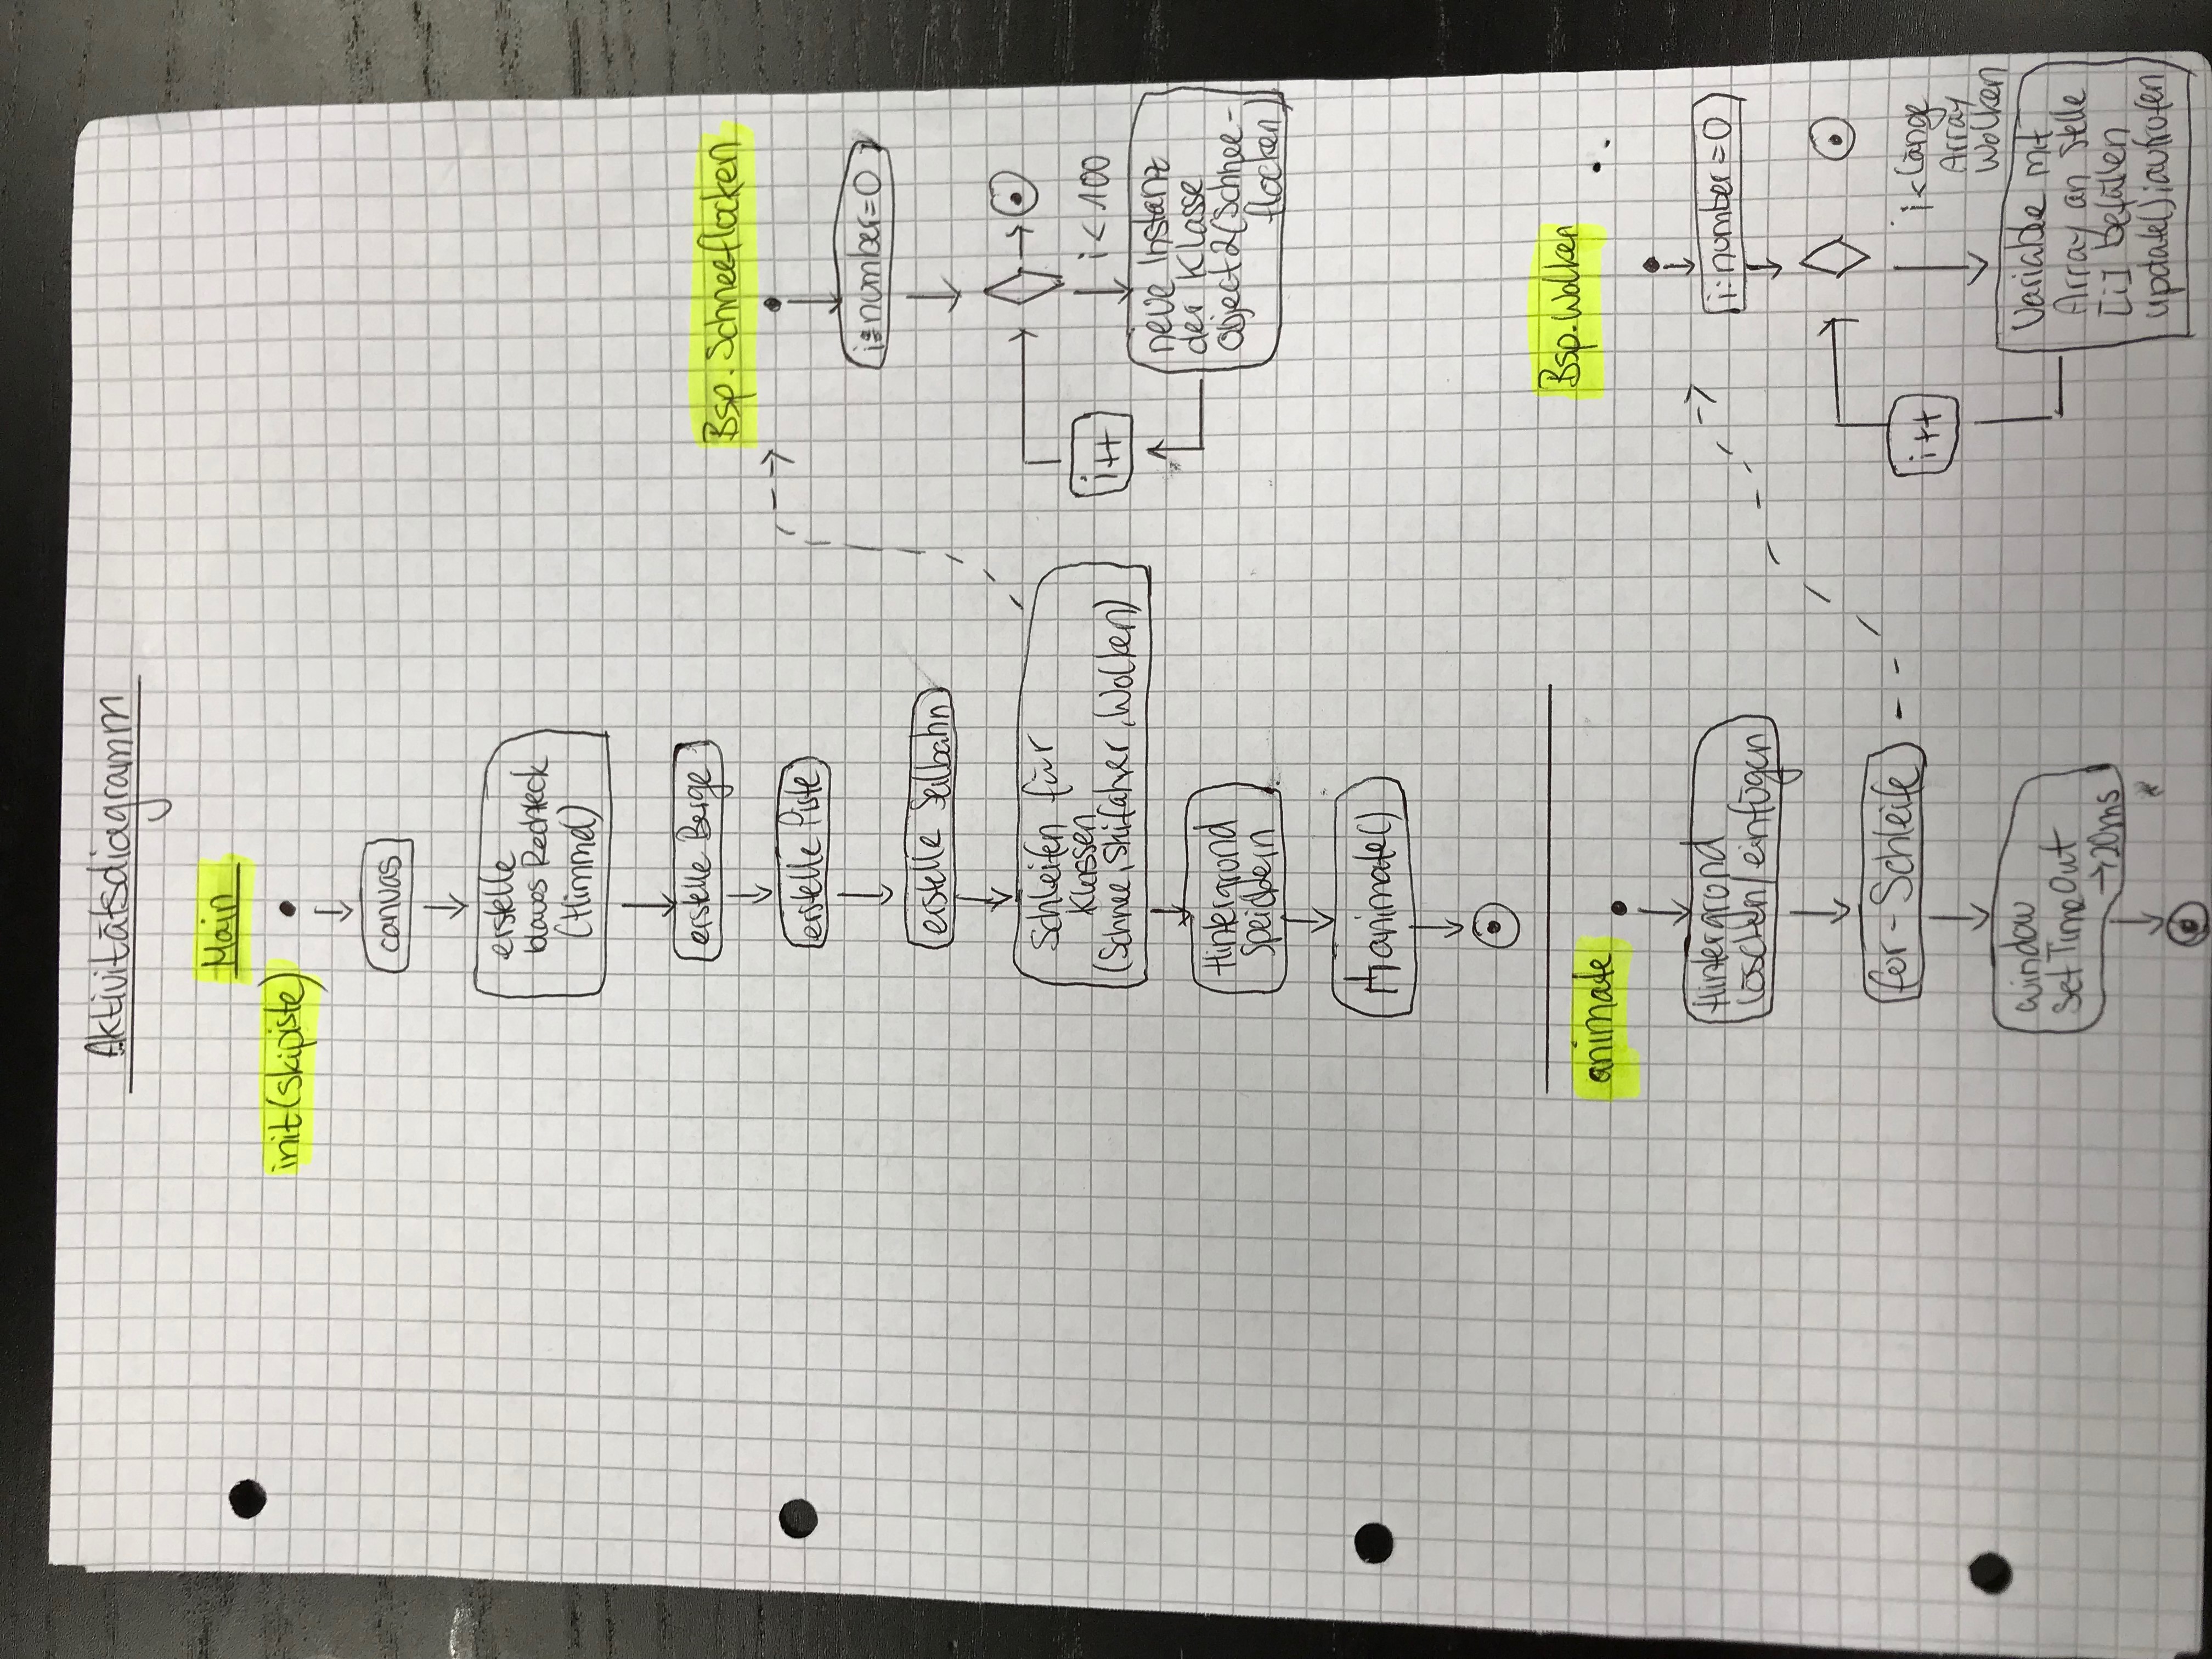 Aktivitätsdiagramm
Main
init(skipiste)
canvas
erstelle
blaues Rechteck
(Himmel)
erstelle Berge
erstelle Piste
erstelle Seilbahn
Schleifen für
Klassen
(Schnee, Skifahrer, Wolken)
Hintergrund
speichern
animate()
Bsp. Schneeflocken
i:number=0
i < 100
i++
neue Instanz
der Klasse
Object2(Schnee-
flocken)
animate
Hintergrund
löschen/einfügen
for-Schleife
window
SetTimeOut
→20ms
Bsp. Wolken
i:number=0
i++
i<Länge
Array
Wolken
Variable mit
Array an Stelle
[i] befüllen
update();aufrufen